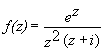 f(z) = e^z / z^2 (z + i)